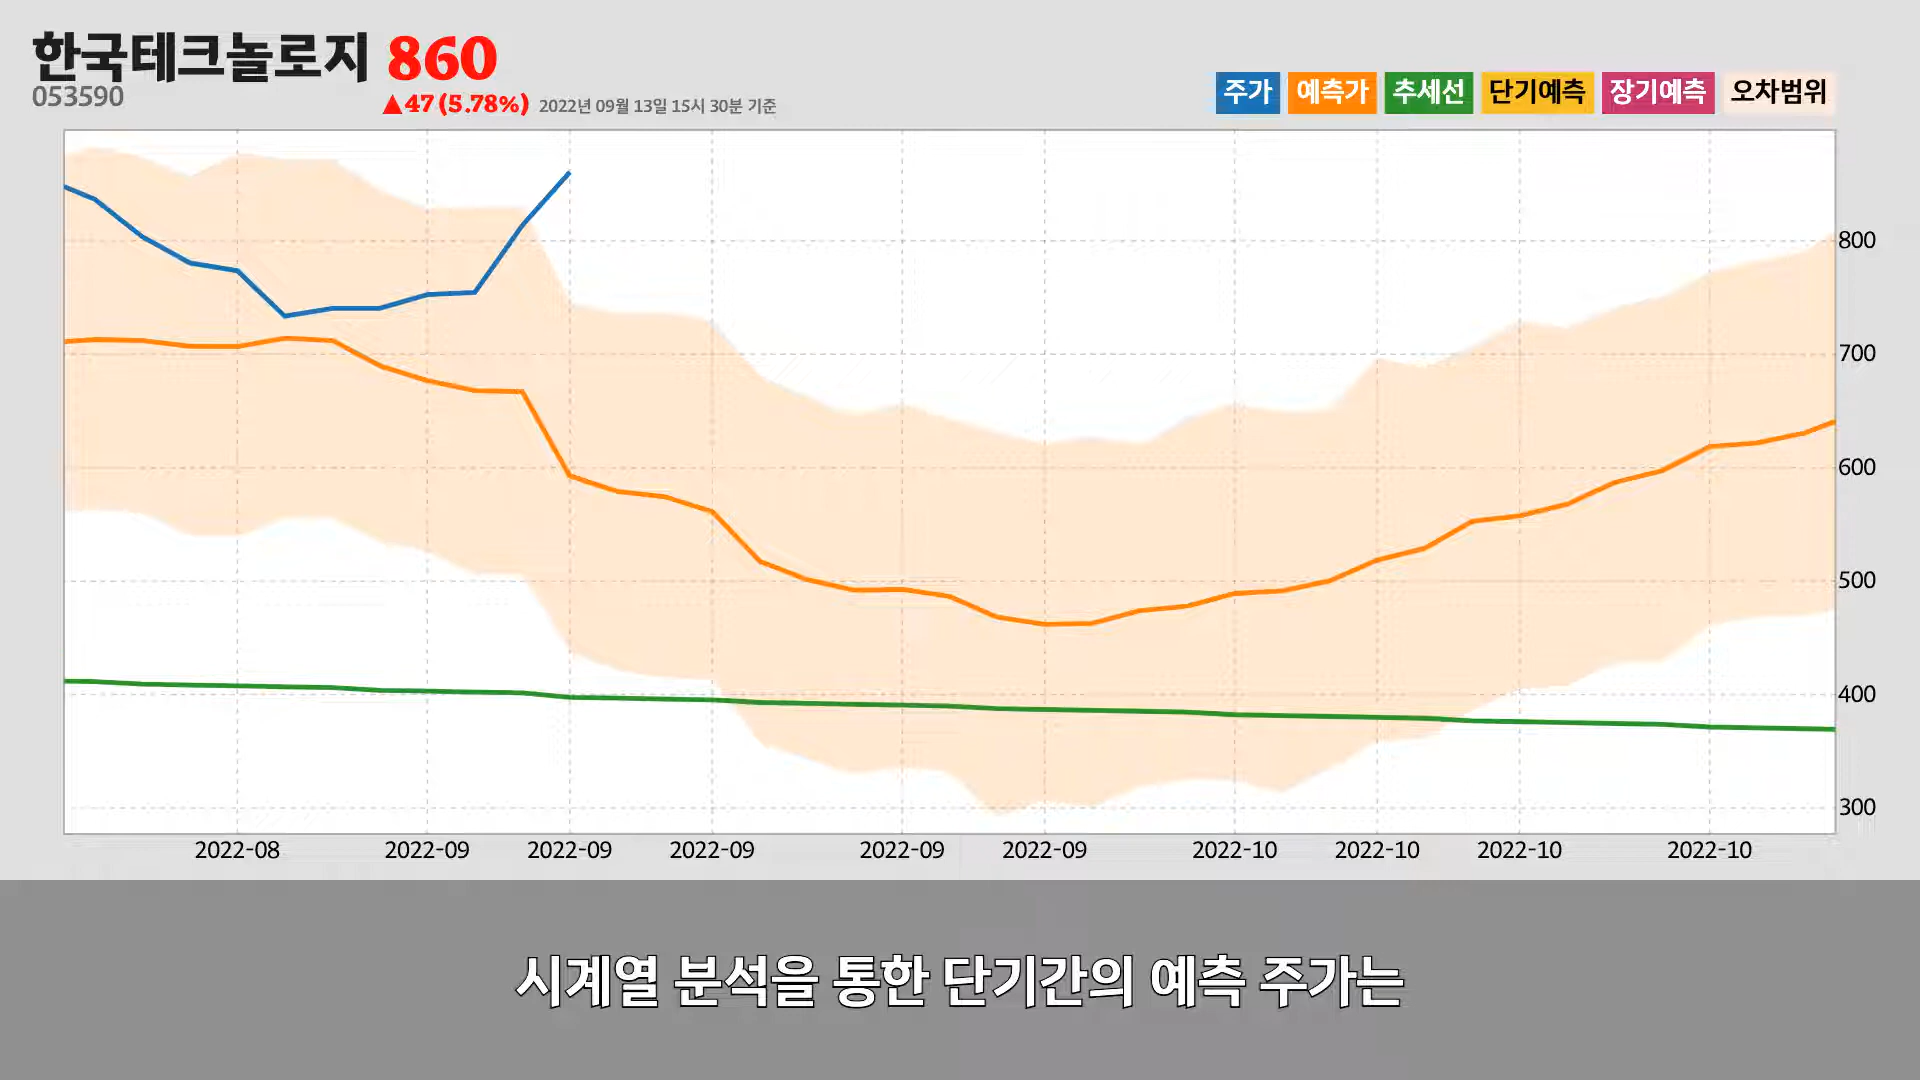 한국테크놀로지 860
053590
▲47 (5.78%) 2022년 09월 13일 15시 30분 기준
주가 예측가 추세선 단기예측 장기예측 오차범위
800
700
600
500
400
300
2022-08 2022-09 2022-09 2022-09 2022-09 2022-09 2022-10 2022-10 2022-10 2022-10
시계열 분석을 통한 단기간의 예측 주가는